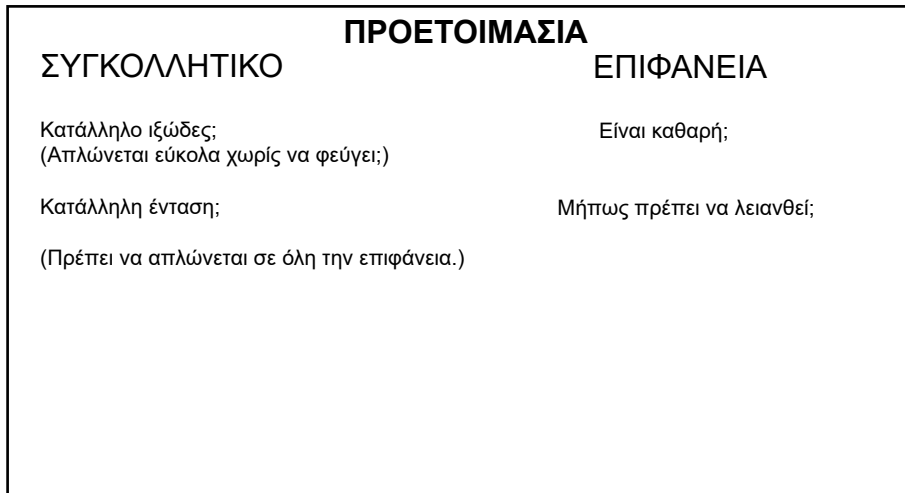 ΠΡΟΕΤΟΙΜΑΣΙΑ
ΣΥΓΚΟΛΛΗΤΙΚΟ
Κατάλληλο ιξώδες;
(Απλώνεται εύκολα χωρίς να φεύγει;)
Κατάλληλη ένταση;
(Πρέπει να απλώνεται σε όλη την επιφάνεια.)
ΕΠΙΦΑΝΕΙΑ
Είναι καθαρή;
Μήπως πρέπει να λειανθεί;